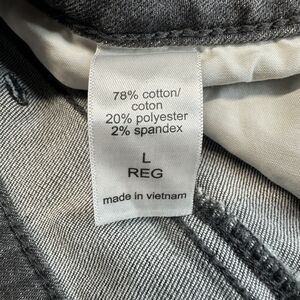 78% cotton/
coton
20% polyester
2% spandex
L
REG
made in vietnam